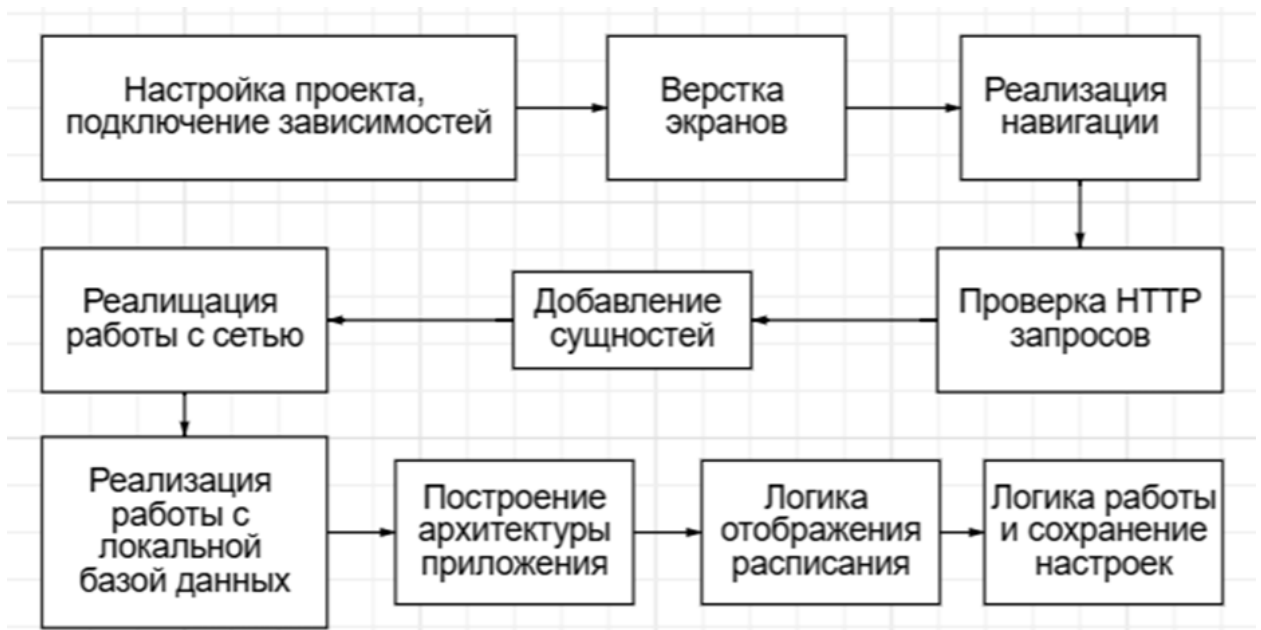 Настройка проекта,
подключение зависимостей
Верстка
экранов
Реализация
навигации
Проверка HTTP
запросов
Добавление
сущностей
Реалищация
работы с сетью
Реализация
работы с
локальной
базой данных
Построение
архитектуры
приложения
Логика
отображения
расписания
Логика работы
и сохранение
настроек